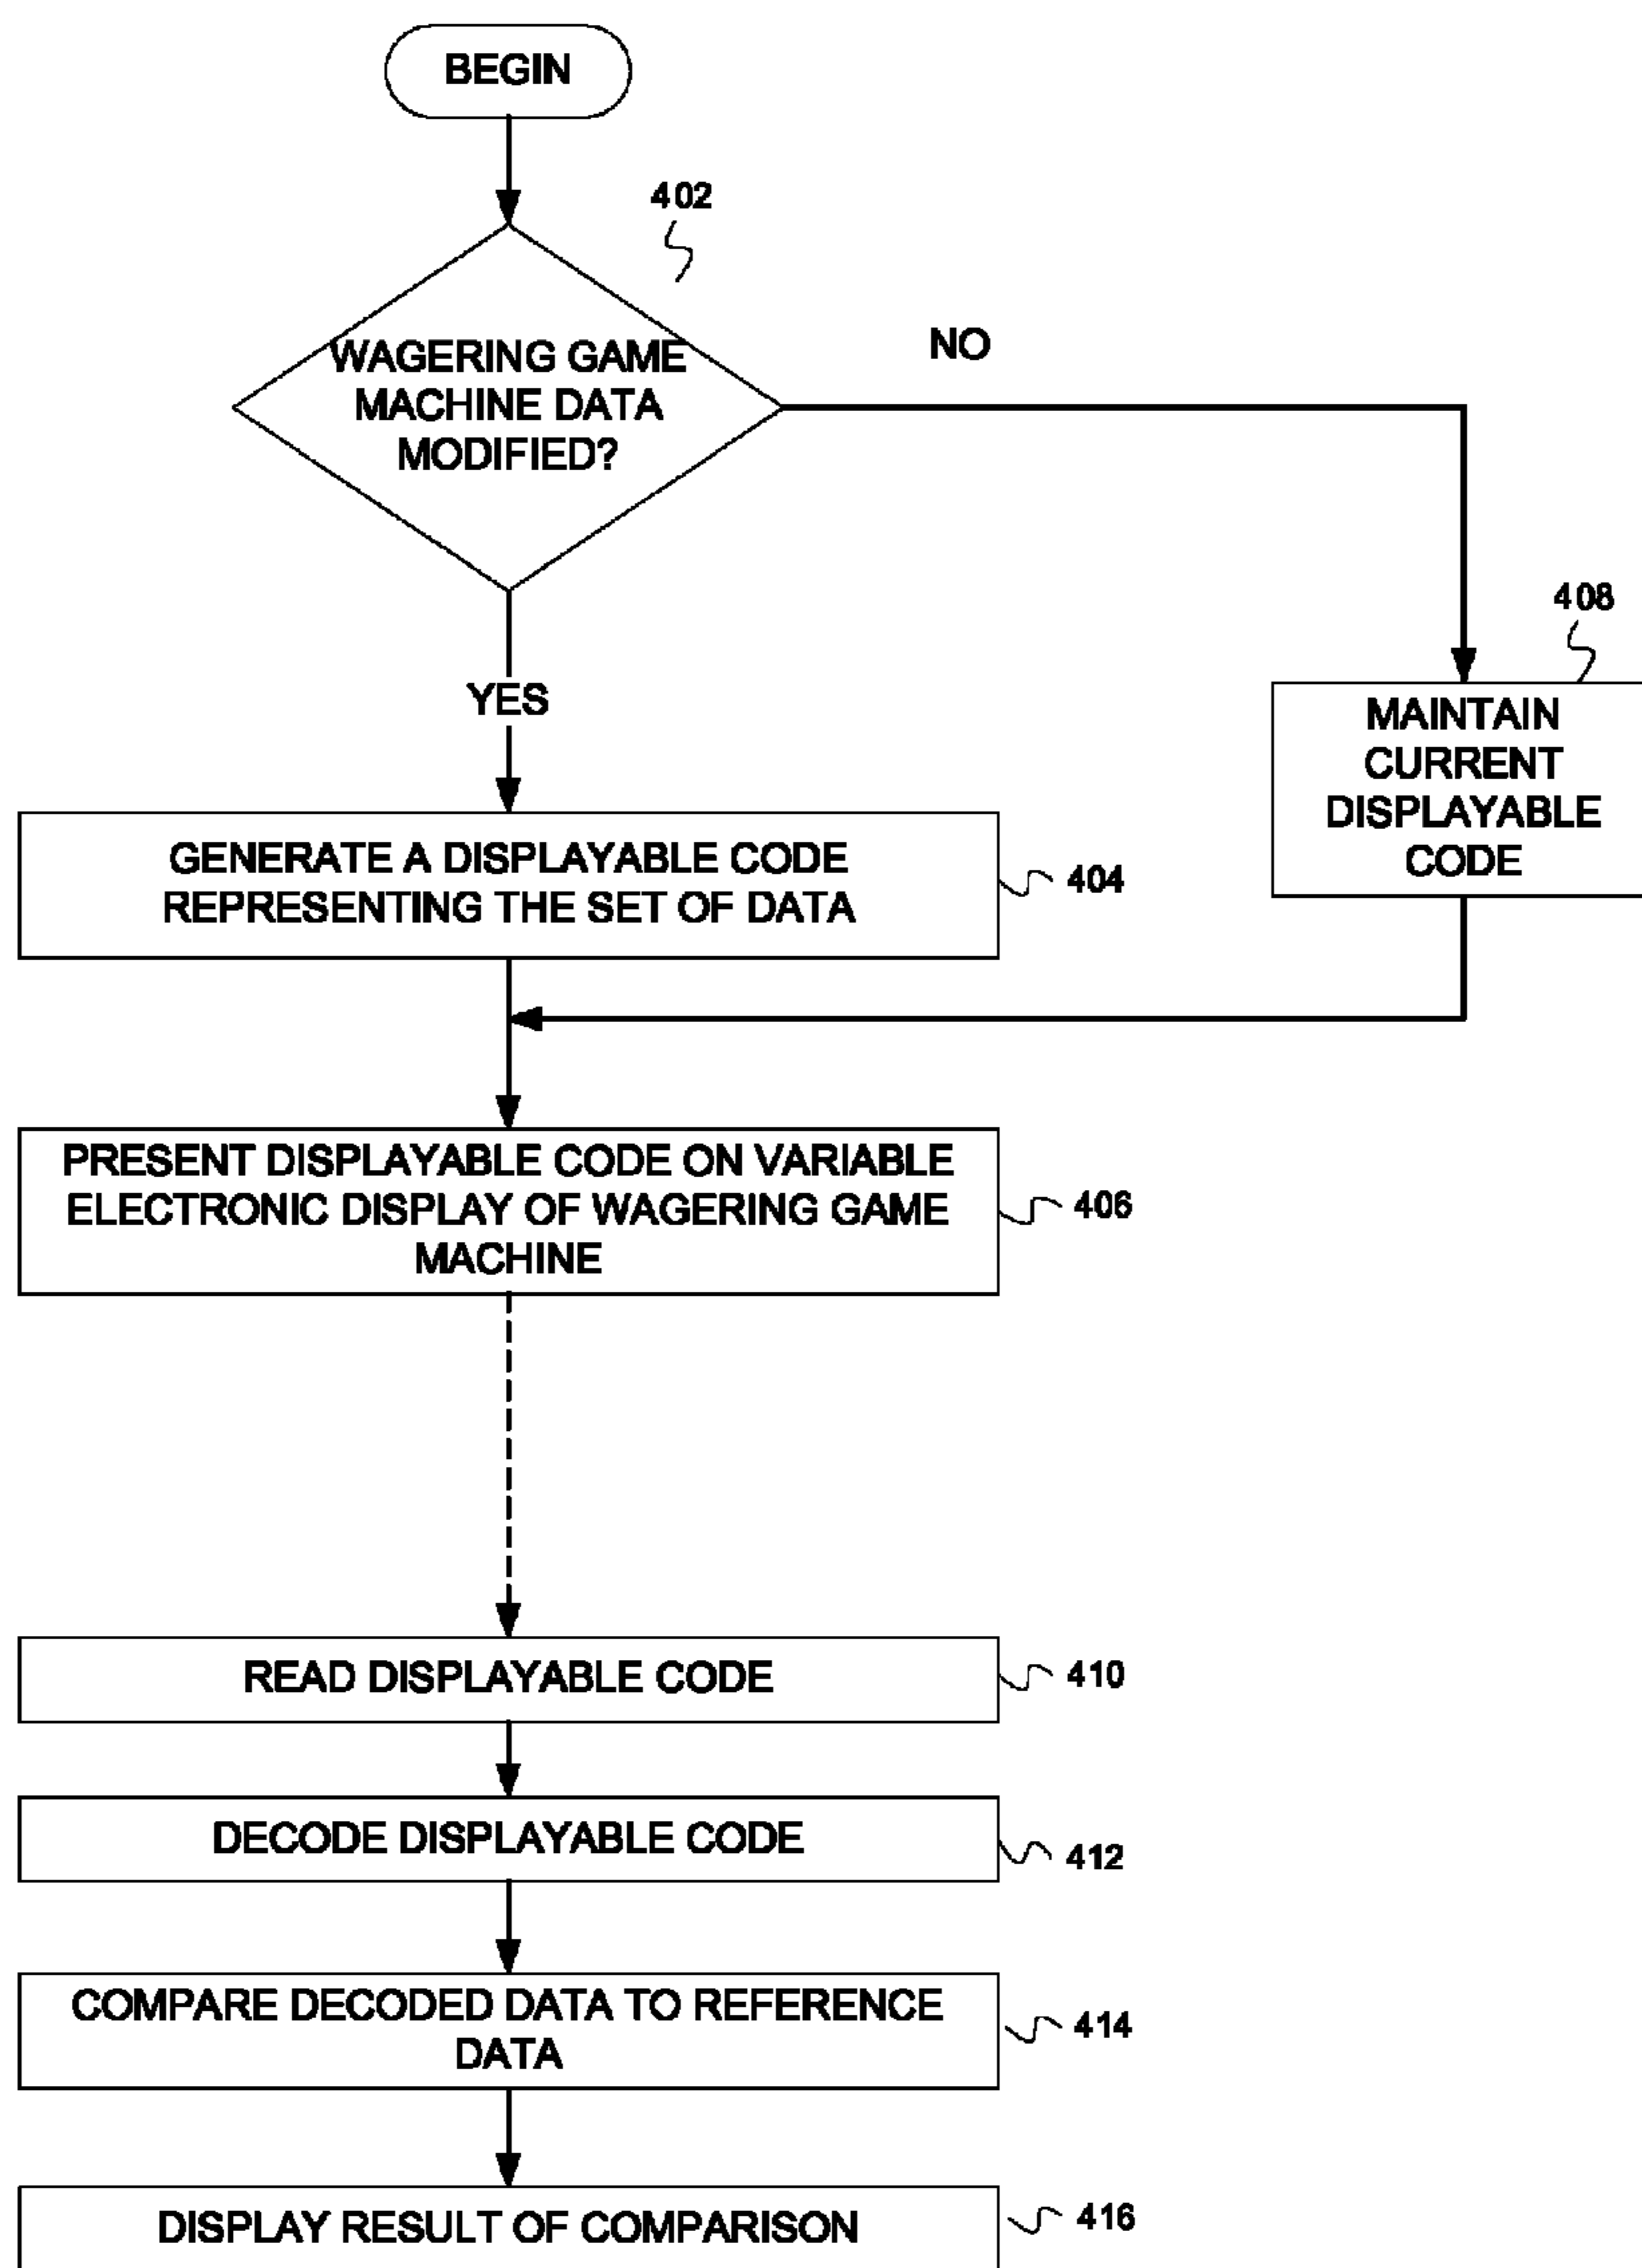 BEGIN
402
WAGERING GAME
MACHINE DATA
MODIFIED?
NO
YES
408
MAINTAIN
CURRENT
DISPLAYABLE
CODE
GENERATE A DISPLAYABLE CODE
REPRESENTING THE SET OF DATA
404
PRESENT DISPLAYABLE CODE ON VARIABLE
ELECTRONIC DISPLAY OF WAGERING GAME
MACHINE
406
READ DISPLAYABLE CODE
410
DECODE DISPLAYABLE CODE
412
COMPARE DECODED DATA TO REFERENCE
DATA
414
DISPLAY RESULT OF COMPARISON
416